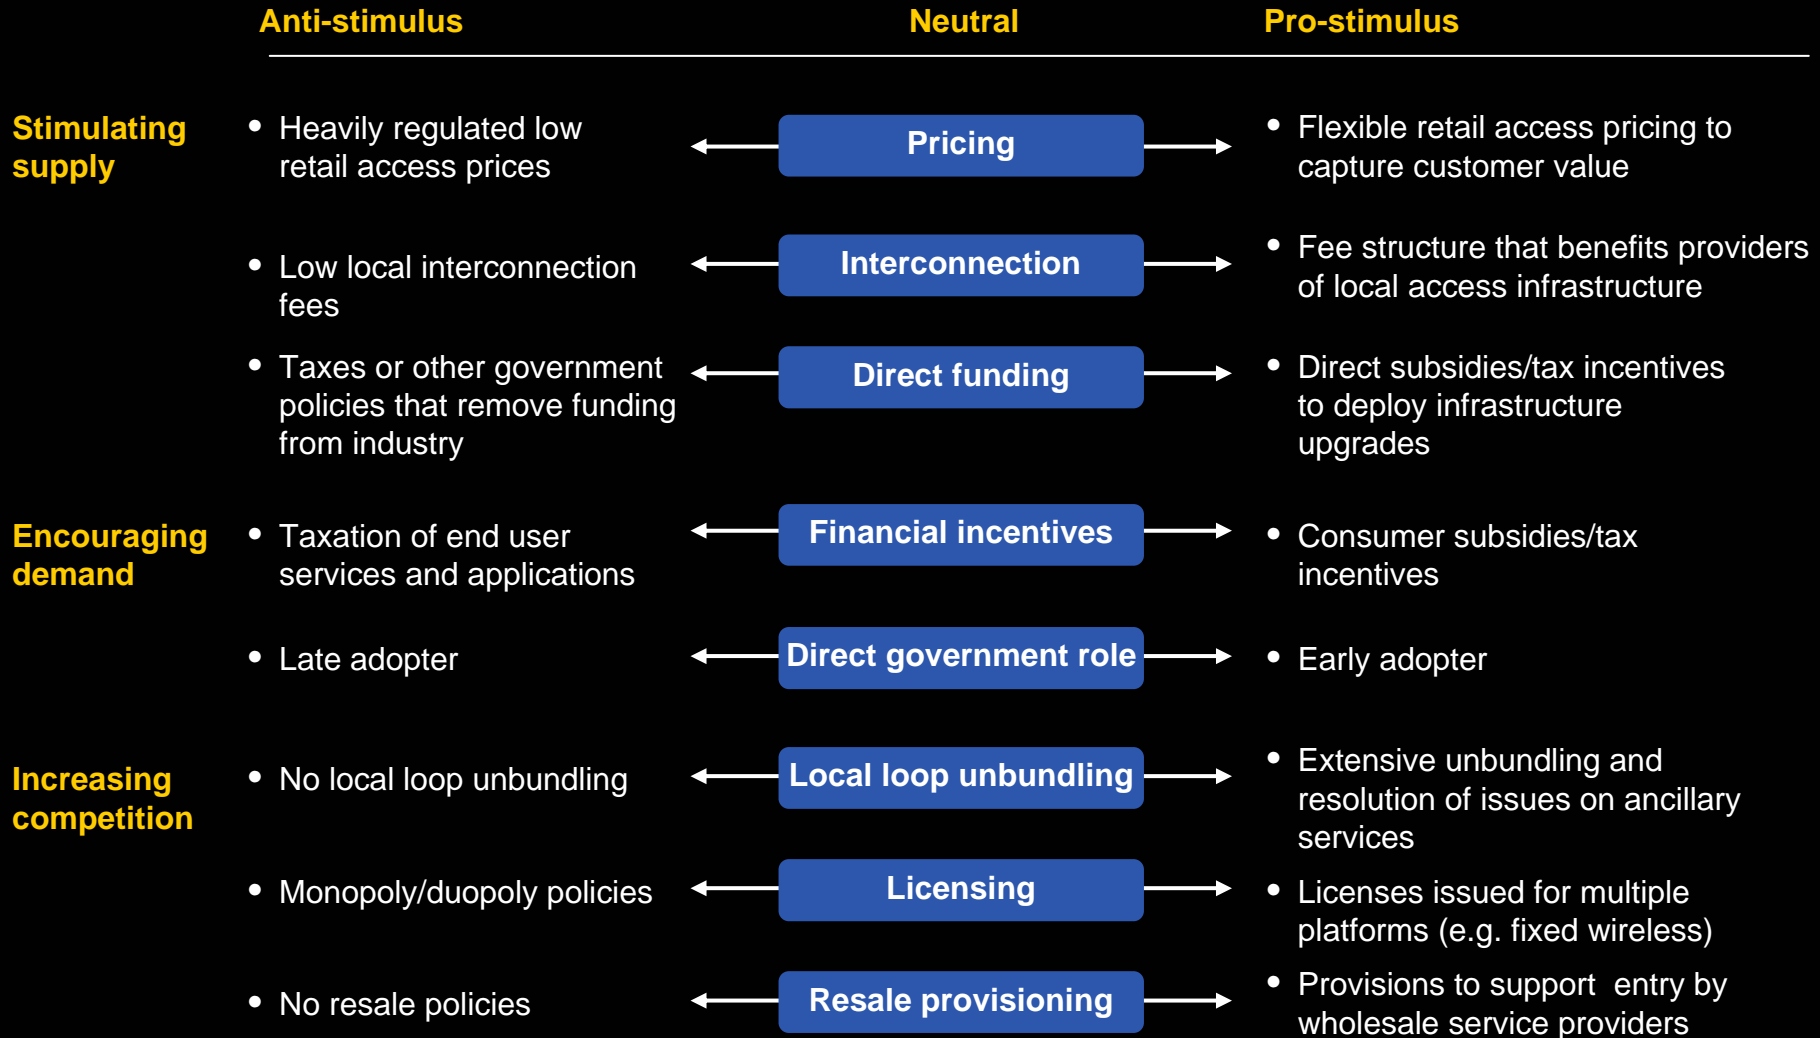 Anti-stimulus Neutral Pro-stimulus
Stimulating
supply
• Heavily regulated low
retail access prices
Pricing
• Flexible retail access pricing to
capture customer value
• Low local interconnection
fees
Interconnection
• Fee structure that benefits providers
of local access infrastructure
• Taxes or other government
policies that remove funding
from industry
Direct funding
• Direct subsidies/tax incentives
to deploy infrastructure
upgrades
Encouraging
demand
• Taxation of end user
services and applications
Financial incentives
• Consumer subsidies/tax
incentives
• Late adopter
Direct government role
• Early adopter
Increasing
competition
• No local loop unbundling
Local loop unbundling
• Extensive unbundling and
resolution of issues on ancillary
services
• Monopoly/duopoly policies
Licensing
• Licenses issued for multiple
platforms (e.g. fixed wireless)
• No resale policies
Resale provisioning
• Provisions to support entry by
wholesale service providers